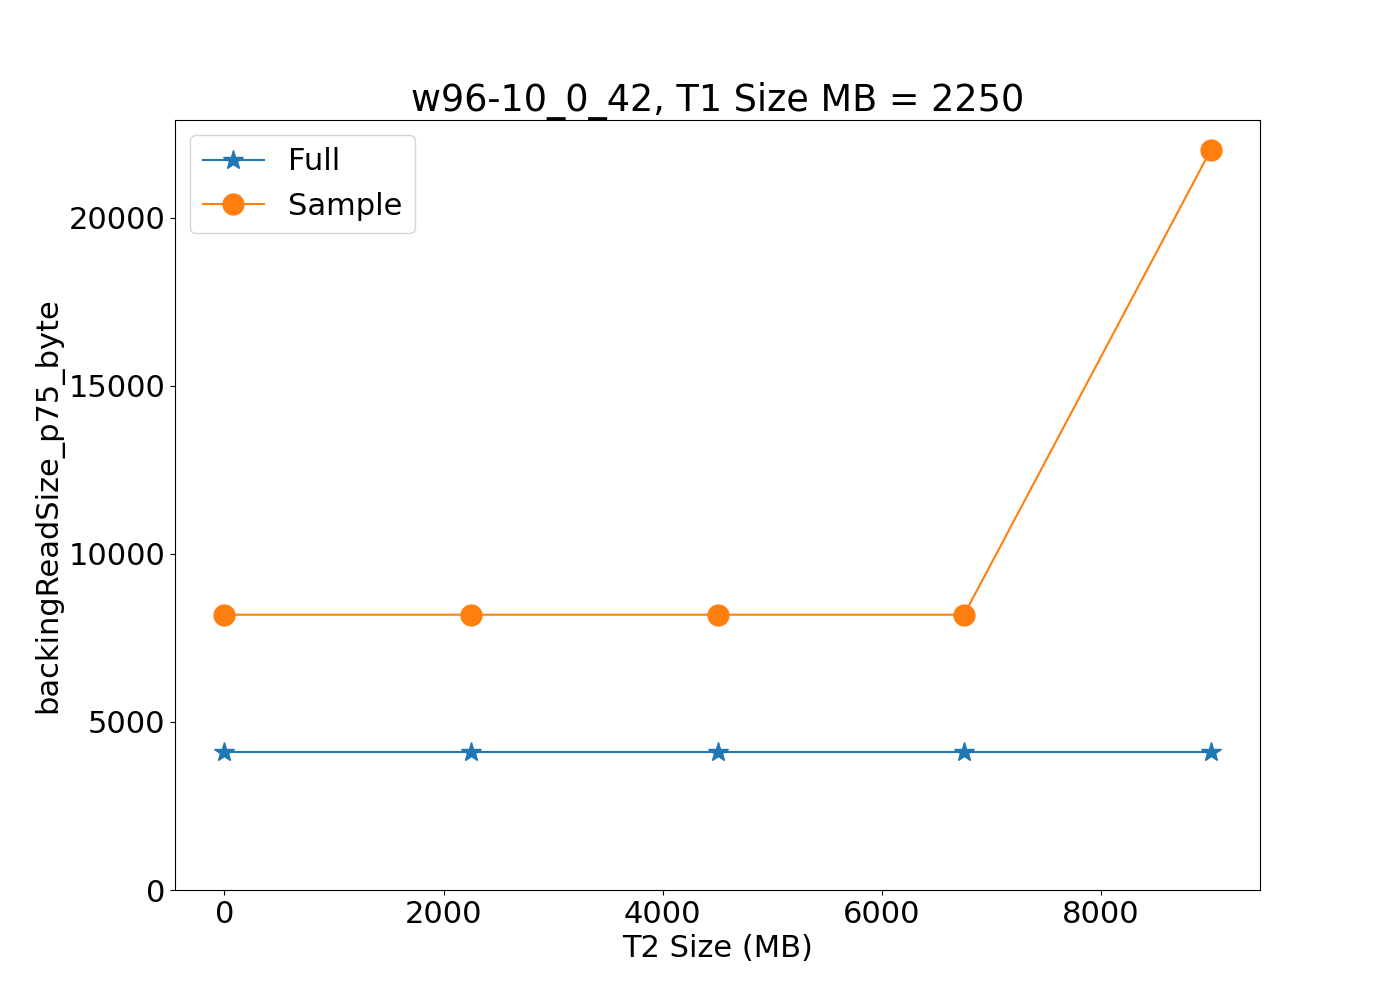 w96-10_0_42, T1 Size MB = 2250
Full
Sample
backingReadSize_p75_byte
20000
15000
10000
5000
0
0 2000 4000 6000 8000
T2 Size (MB)